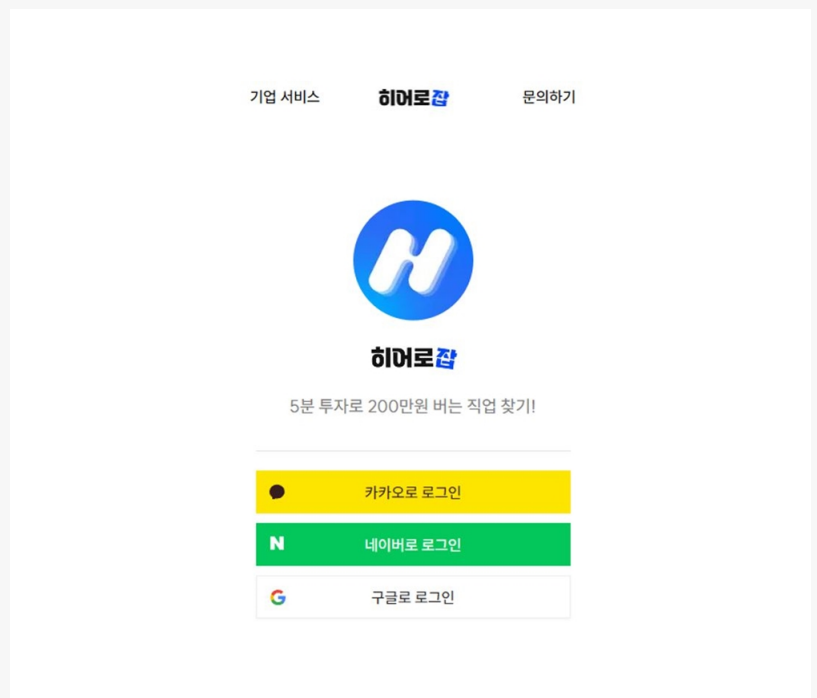 기업 서비스 히어로잡 문의하기
히어로잡
5분 투자로 200만원 버는 직업 찾기!
카카오로 로그인
N 네이버로 로그인
G 구글로 로그인